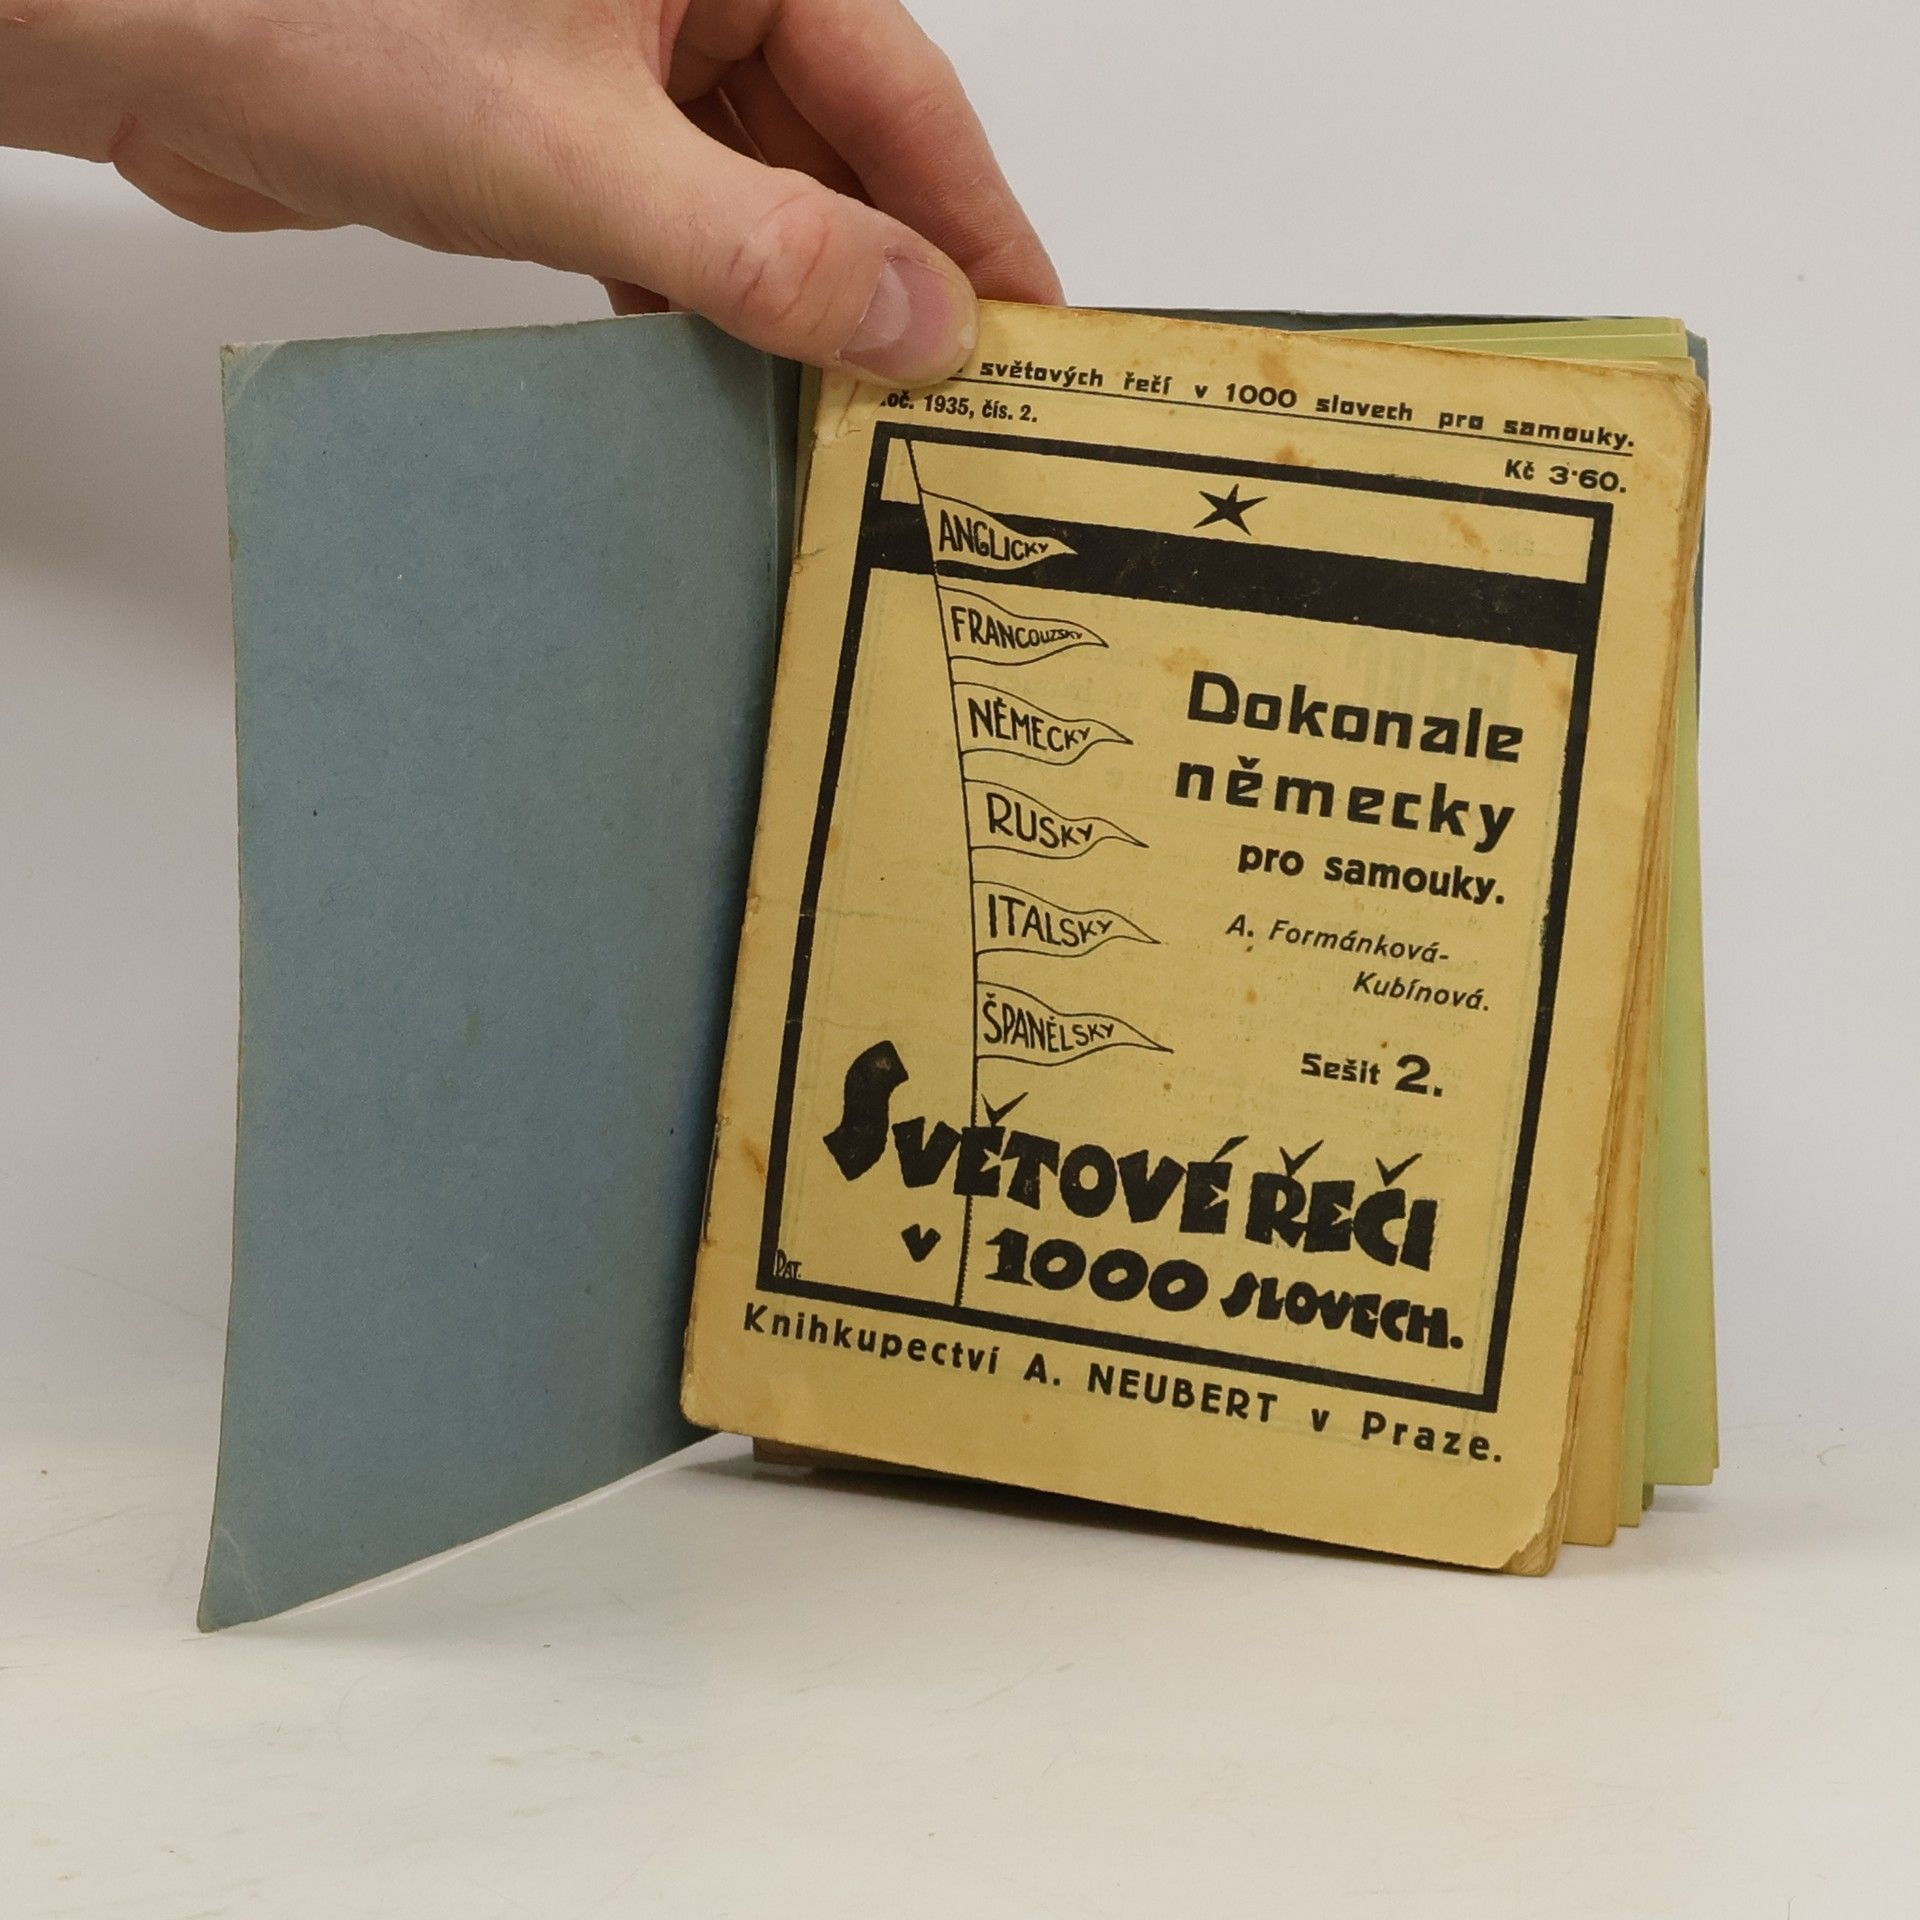 světových řečí v 1000 slovech pro samouky.
roč. 1935, čís. 2.
Kč 3·60.
ANGLICKY
FRANCOUZSKY
NĚMECKY
RUSKY
ITALSKY
ŠPANĚLSKY
Dokonale
německy
pro samouky.
A. Formánková-
Kubínová.
Sešit 2.
SVĚTOVÉ ŘEČI
v 1000 SLOVECH.
PAT.
Knihkupectví A. NEUBERT v Praze.